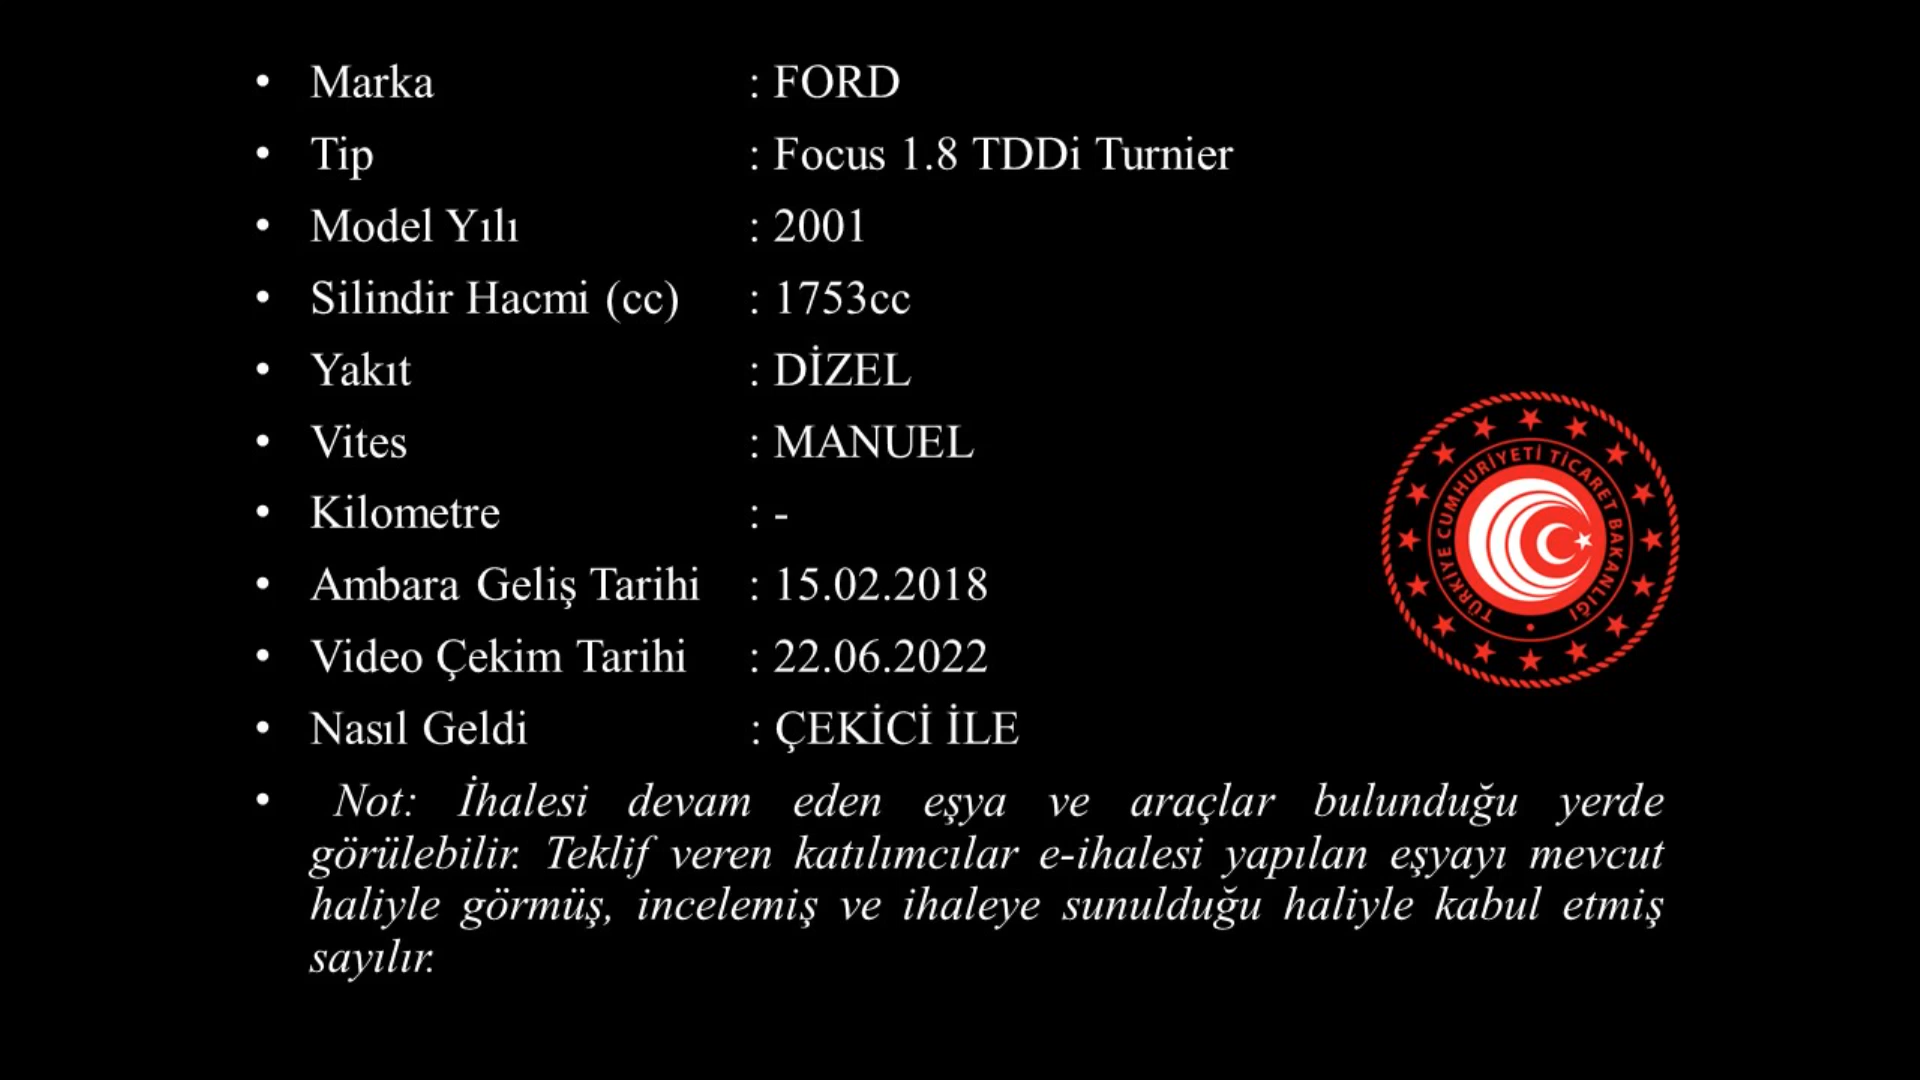 • Marka : FORD
• Tip : Focus 1.8 TDDi Turnier
• Model Yılı : 2001
• Silindir Hacmi (cc) : 1753cc
• Yakıt : DİZEL
• Vites : MANUEL
• Kilometre : -
• Ambara Geliş Tarihi : 15.02.2018
• Video Çekim Tarihi : 22.06.2022
• Nasıl Geldi : ÇEKİCİ İLE
• Not: İhalesi devam eden eşya ve araçlar bulunduğu yerde
görülebilir. Teklif veren katılımcılar e-ihalesi yapılan eşyayı mevcut
haliyle görmüş, incelemiş ve ihaleye sunulduğu haliyle kabul etmiş
sayılır.
TÜRKİYE CUMHURİYETİ TİCARET BAKANLIĞI